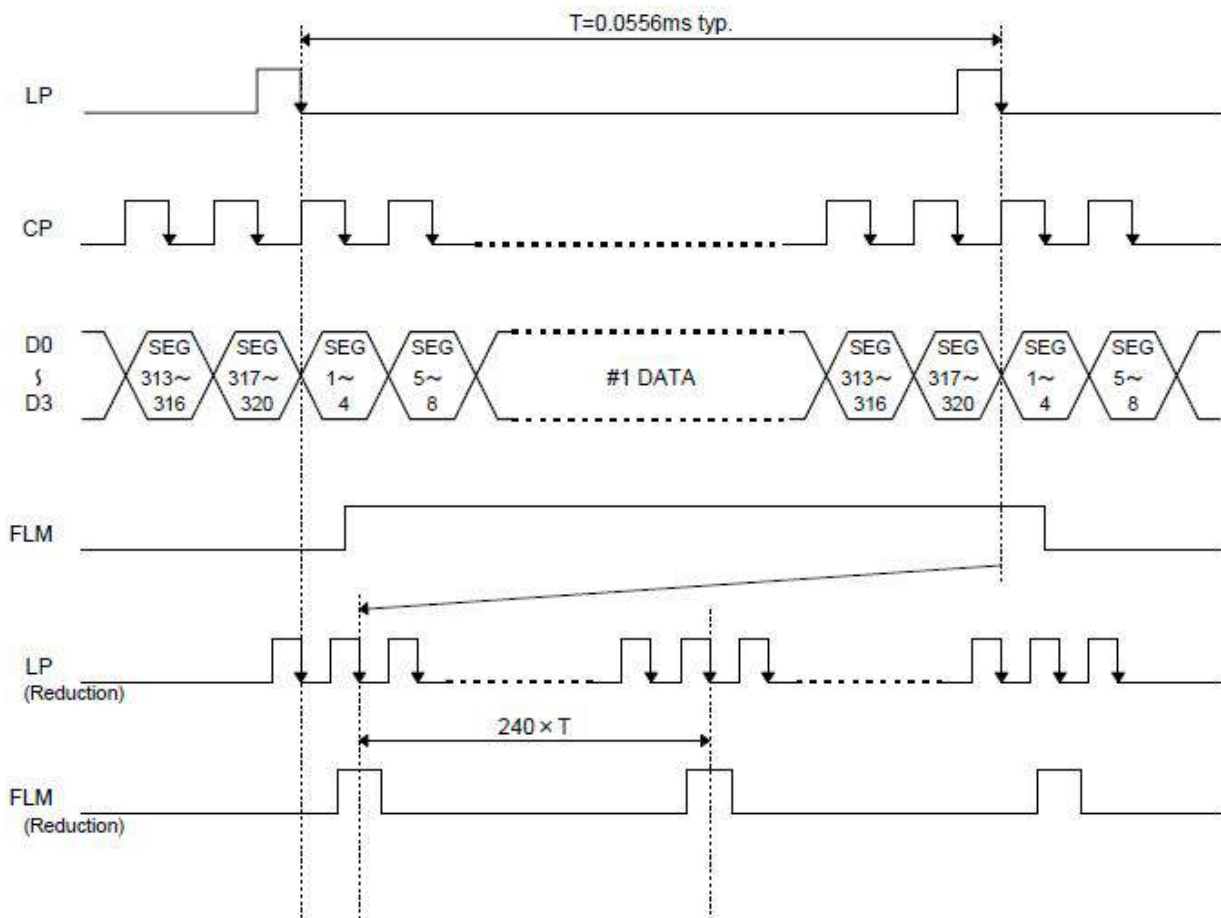 T=0.0556ms typ.
LP
CP
D0
∫
D3
SEG
313~
316
SEG
317~
320
SEG
1~
4
SEG
5~
8
#1 DATA
SEG
313~
316
SEG
317~
320
SEG
1~
4
SEG
5~
8
FLM
LP
(Reduction)
240×T
FLM
(Reduction)